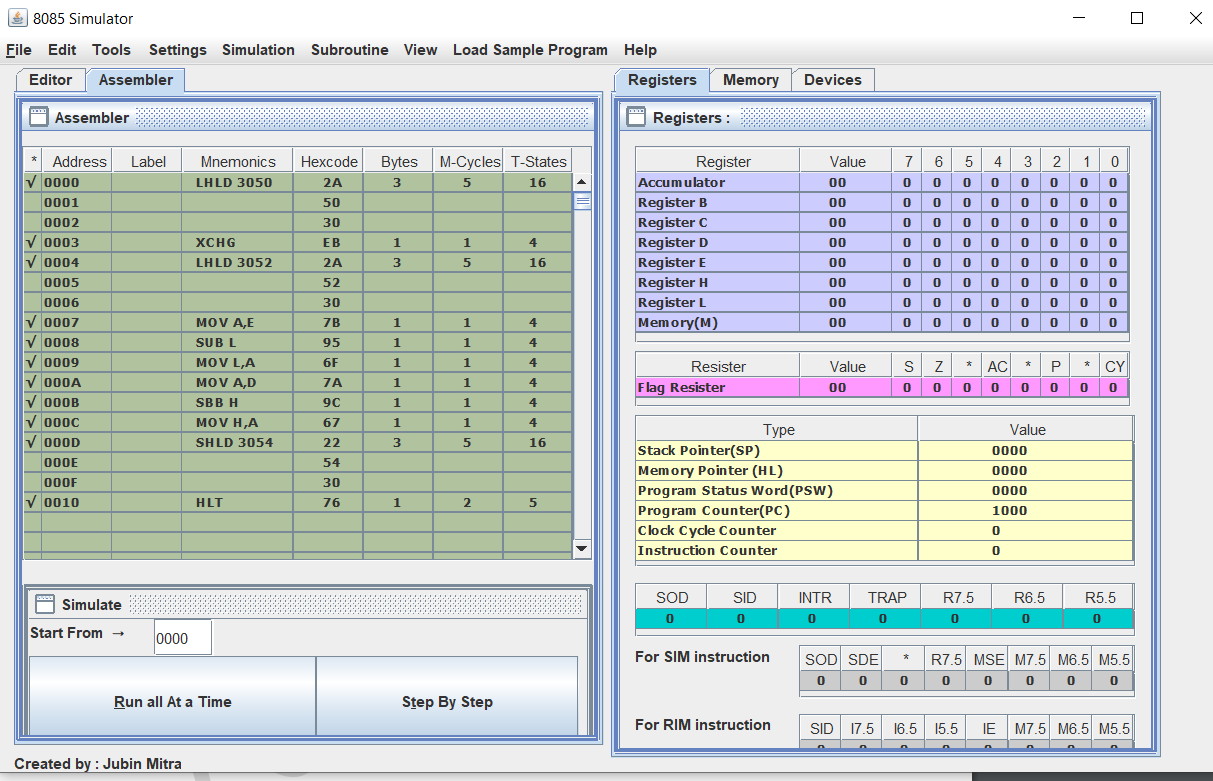 8085 Simulator
File Edit Tools Settings Simulation Subroutine View Load Sample Program Help
Editor Assembler
Assembler
* Address Label Mnemonics Hexcode Bytes M-Cycles T-States
√ 0000 LHLD 3050 2A 3 5 16
0001 50
0002 30
√ 0003 XCHG EB 1 1 4
√ 0004 LHLD 3052 2A 3 5 16
0005 52
0006 30
√ 0007 MOV A,E 7B 1 1 4
√ 0008 SUB L 95 1 1 4
√ 0009 MOV L,A 6F 1 1 4
√ 000A MOV A,D 7A 1 1 4
√ 000B SBB H 9C 1 1 4
√ 000C MOV H,A 67 1 1 4
√ 000D SHLD 3054 22 3 5 16
000E 54
000F 30
√ 0010 HLT 76 1 2 5
Simulate
Start From → 0000
Run all At a Time Step By Step
Created by : Jubin Mitra
Registers Memory Devices
Registers :
Register Value 7 6 5 4 3 2 1 0
Accumulator 00 0 0 0 0 0 0 0 0
Register B 00 0 0 0 0 0 0 0 0
Register C 00 0 0 0 0 0 0 0 0
Register D 00 0 0 0 0 0 0 0 0
Register E 00 0 0 0 0 0 0 0 0
Register H 00 0 0 0 0 0 0 0 0
Register L 00 0 0 0 0 0 0 0 0
Memory(M) 00 0 0 0 0 0 0 0 0
Resister Value S Z * AC * P * CY
Flag Resister 00 0 0 0 0 0 0 0 0
Type Value
Stack Pointer(SP) 0000
Memory Pointer (HL) 0000
Program Status Word(PSW) 0000
Program Counter(PC) 1000
Clock Cycle Counter 0
Instruction Counter 0
SOD SID INTR TRAP R7.5 R6.5 R5.5
0 0 0 0 0 0 0
For SIM instruction SOD SDE * R7.5 MSE M7.5 M6.5 M5.5
0 0 0 0 0 0 0 0
For RIM instruction SID I7.5 I6.5 I5.5 IE M7.5 M6.5 M5.5